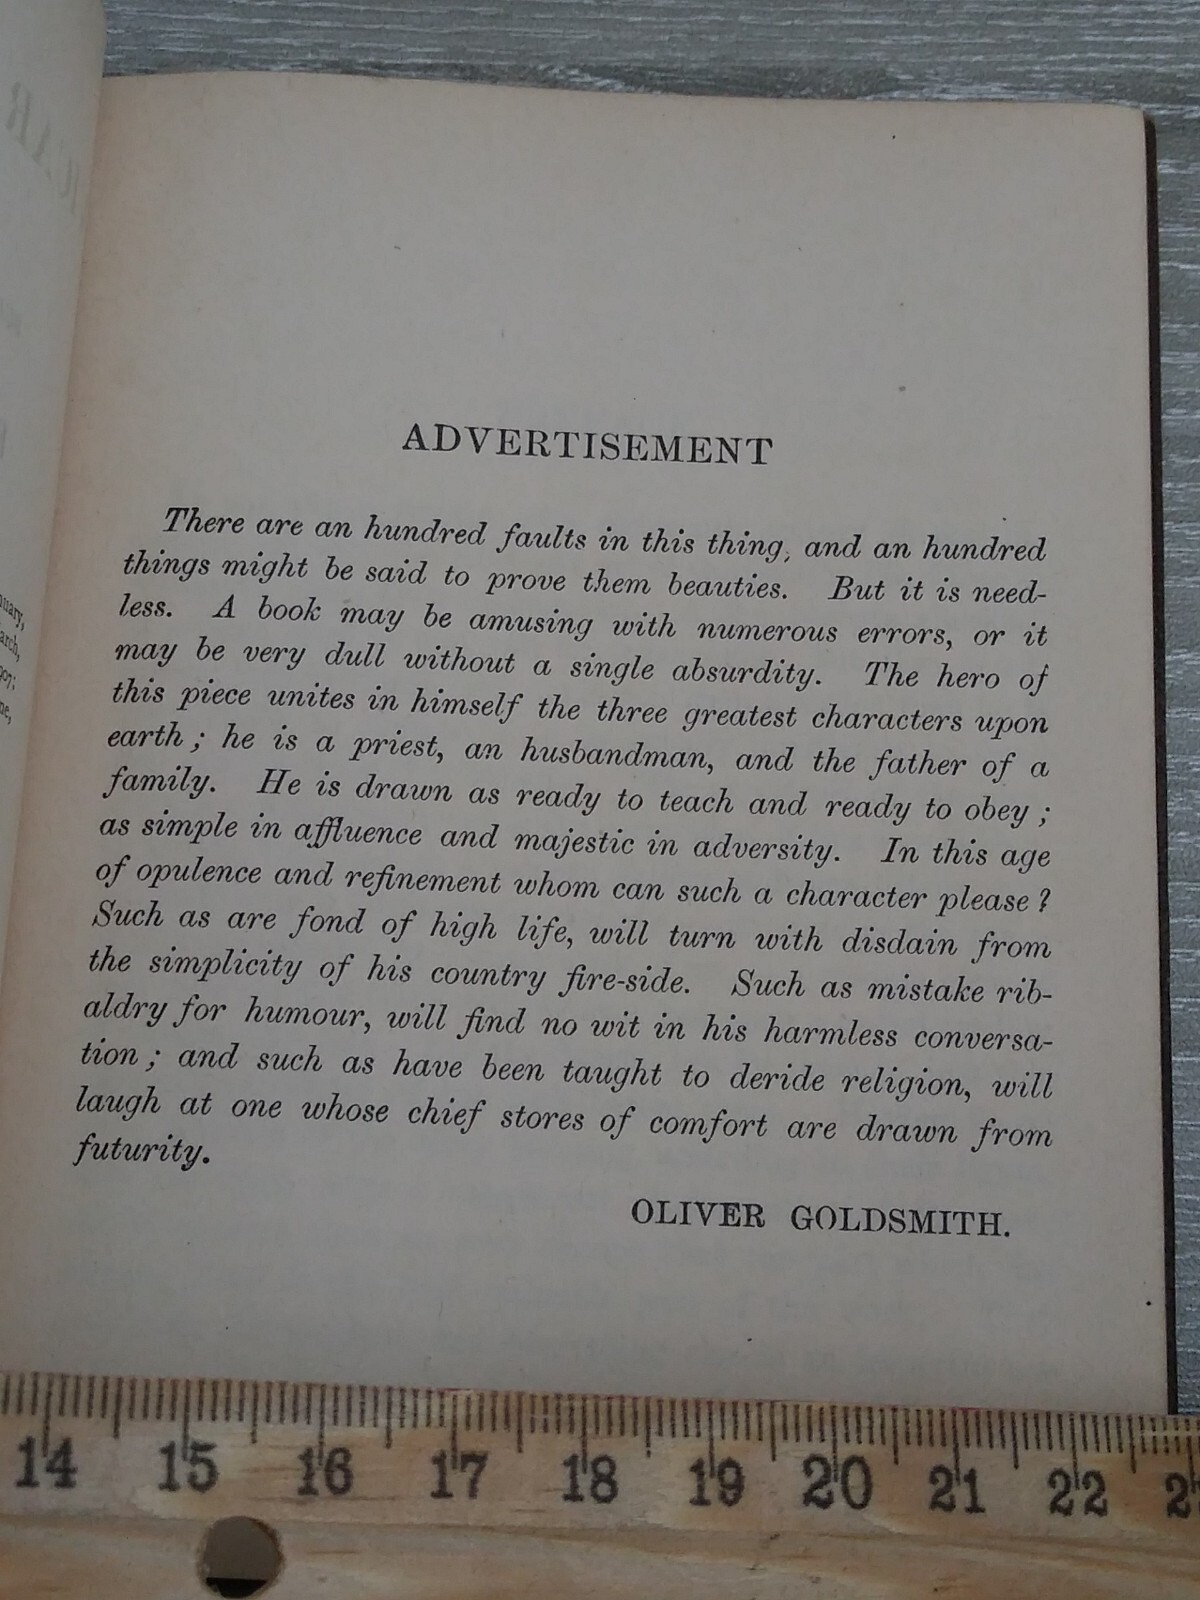 ADVERTISEMENT
There are an hundred faults in this thing, and an hundred
things might be said to prove them beauties. But it is need-
less. A book may be amusing with numerous errors, or it
may be very dull without a single absurdity. The hero of
this piece unites in himself the three greatest characters upon
earth; he is a priest, an husbandman, and the father of a
family. He is drawn as ready to teach and ready to obey;
as simple in affluence and majestic in adversity. In this age
of opulence and refinement whom can such a character please?
Such as are fond of high life, will turn with disdain from
the simplicity of his country fire-side. Such as mistake rib-
aldry for humour, will find no wit in his harmless conversa-
tion; and such as have been taught to deride religion, will
laugh at one whose chief stores of comfort are drawn from
futurity.
OLIVER GOLDSMITH.
14 15 16 17 18 19 20 21 22